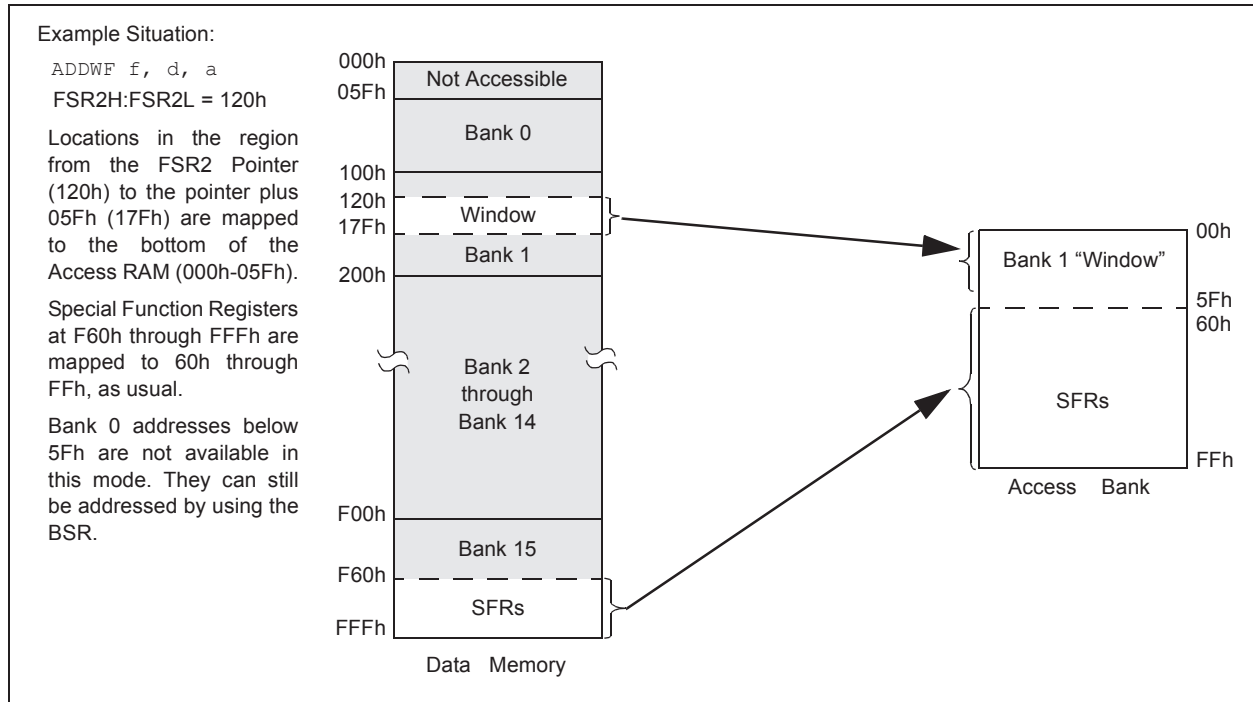 Example Situation:
ADDWF f, d, a
FSR2H:FSR2L = 120h
Locations in the region
from the FSR2 Pointer
(120h) to the pointer plus
05Fh (17Fh) are mapped
to the bottom of the
Access RAM (000h-05Fh).
Special Function Registers
at F60h through FFFh are
mapped to 60h through
FFh, as usual.
Bank 0 addresses below
5Fh are not available in
this mode. They can still
be addressed by using the
BSR.
000h
Not Accessible
05Fh
Bank 0
100h
120h
Window
17Fh
Bank 1
200h
Bank 2
through
Bank 14
F00h
Bank 15
F60h
SFRs
FFFh
Data Memory
00h
Bank 1 “Window”
5Fh
60h
SFRs
FFh
Access Bank